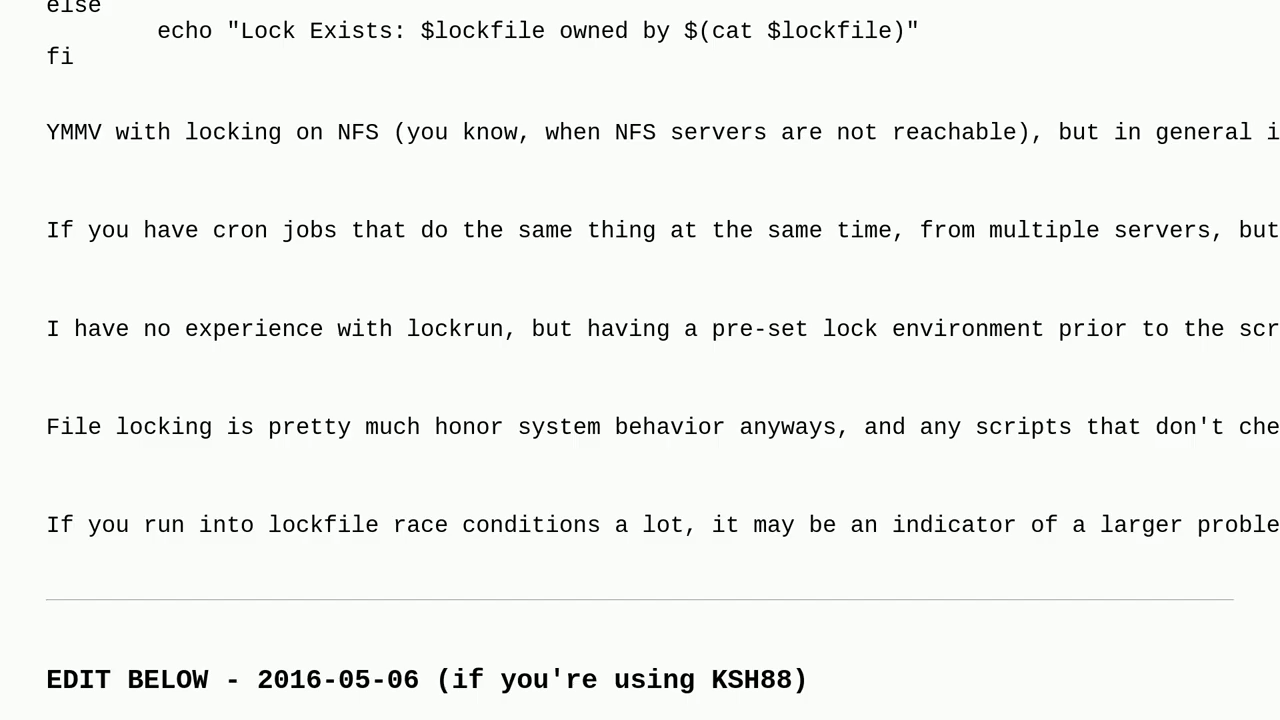 else
        echo "Lock Exists: $lockfile owned by $(cat $lockfile)"
fi
YMMV with locking on NFS (you know, when NFS servers are not reachable), but in general
If you have cron jobs that do the same thing at the same time, from multiple servers, but
I have no experience with lockrun, but having a pre-set lock environment prior to the
File locking is pretty much honor system behavior anyways, and any scripts that don't
If you run into lockfile race conditions a lot, it may be an indicator of a larger
EDIT BELOW - 2016-05-06 (if you're using KSH88)